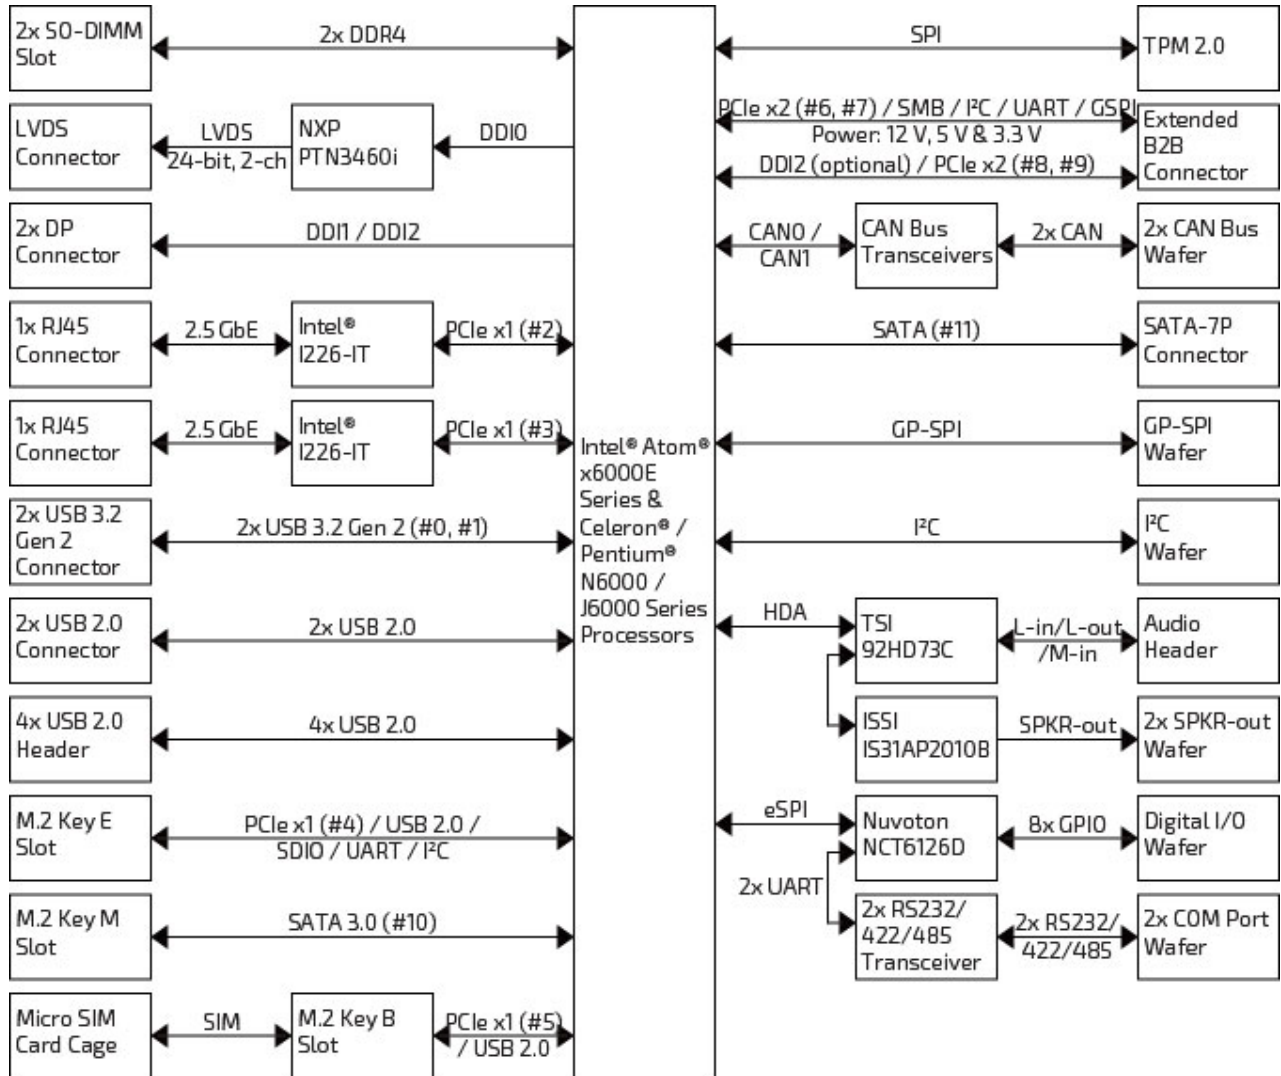 2x SO-DIMM
Slot
2x DDR4
SPI
TPM 2.0
LVDS
Connector
LVDS
24-bit, 2-ch
NXP
PTN3460i
DDI0
PCIe x2 (#6, #7) / SMB / I²C / UART / GSPI
Power: 12 V, 5 V & 3.3 V
DDI2 (optional) / PCIe x2 (#8, #9)
Extended
B2B
Connector
2x DP
Connector
DDI1 / DDI2
CAN0 /
CAN1
CAN Bus
Transceivers
2x CAN
2x CAN Bus
Wafer
1x RJ45
Connector
2.5 GbE
Intel®
I226-IT
PCIe x1 (#2)
SATA (#11)
SATA-7P
Connector
1x RJ45
Connector
2.5 GbE
Intel®
I226-IT
PCIe x1 (#3)
Intel® Atom®
x6000E
Series &
Celeron® /
Pentium®
N6000 /
J6000 Series
Processors
GP-SPI
GP-SPI
Wafer
2x USB 3.2
Gen 2
Connector
2x USB 3.2 Gen 2 (#0, #1)
I²C
I²C
Wafer
2x USB 2.0
Connector
2x USB 2.0
HDA
TSI
92HD73C
L-in/L-out
/M-in
Audio
Header
4x USB 2.0
Header
4x USB 2.0
ISSI
IS31AP2010B
SPKR-out
2x SPKR-out
Wafer
M.2 Key E
Slot
PCIe x1 (#4) / USB 2.0 /
SDIO / UART / I²C
eSPI
Nuvoton
NCT6126D
8x GPIO
Digital I/O
Wafer
2x UART
M.2 Key M
Slot
SATA 3.0 (#10)
2x RS232/
422/485
Transceiver
2x RS232/
422/485
2x COM Port
Wafer
Micro SIM
Card Cage
SIM
M.2 Key B
Slot
PCIe x1 (#5)
/ USB 2.0